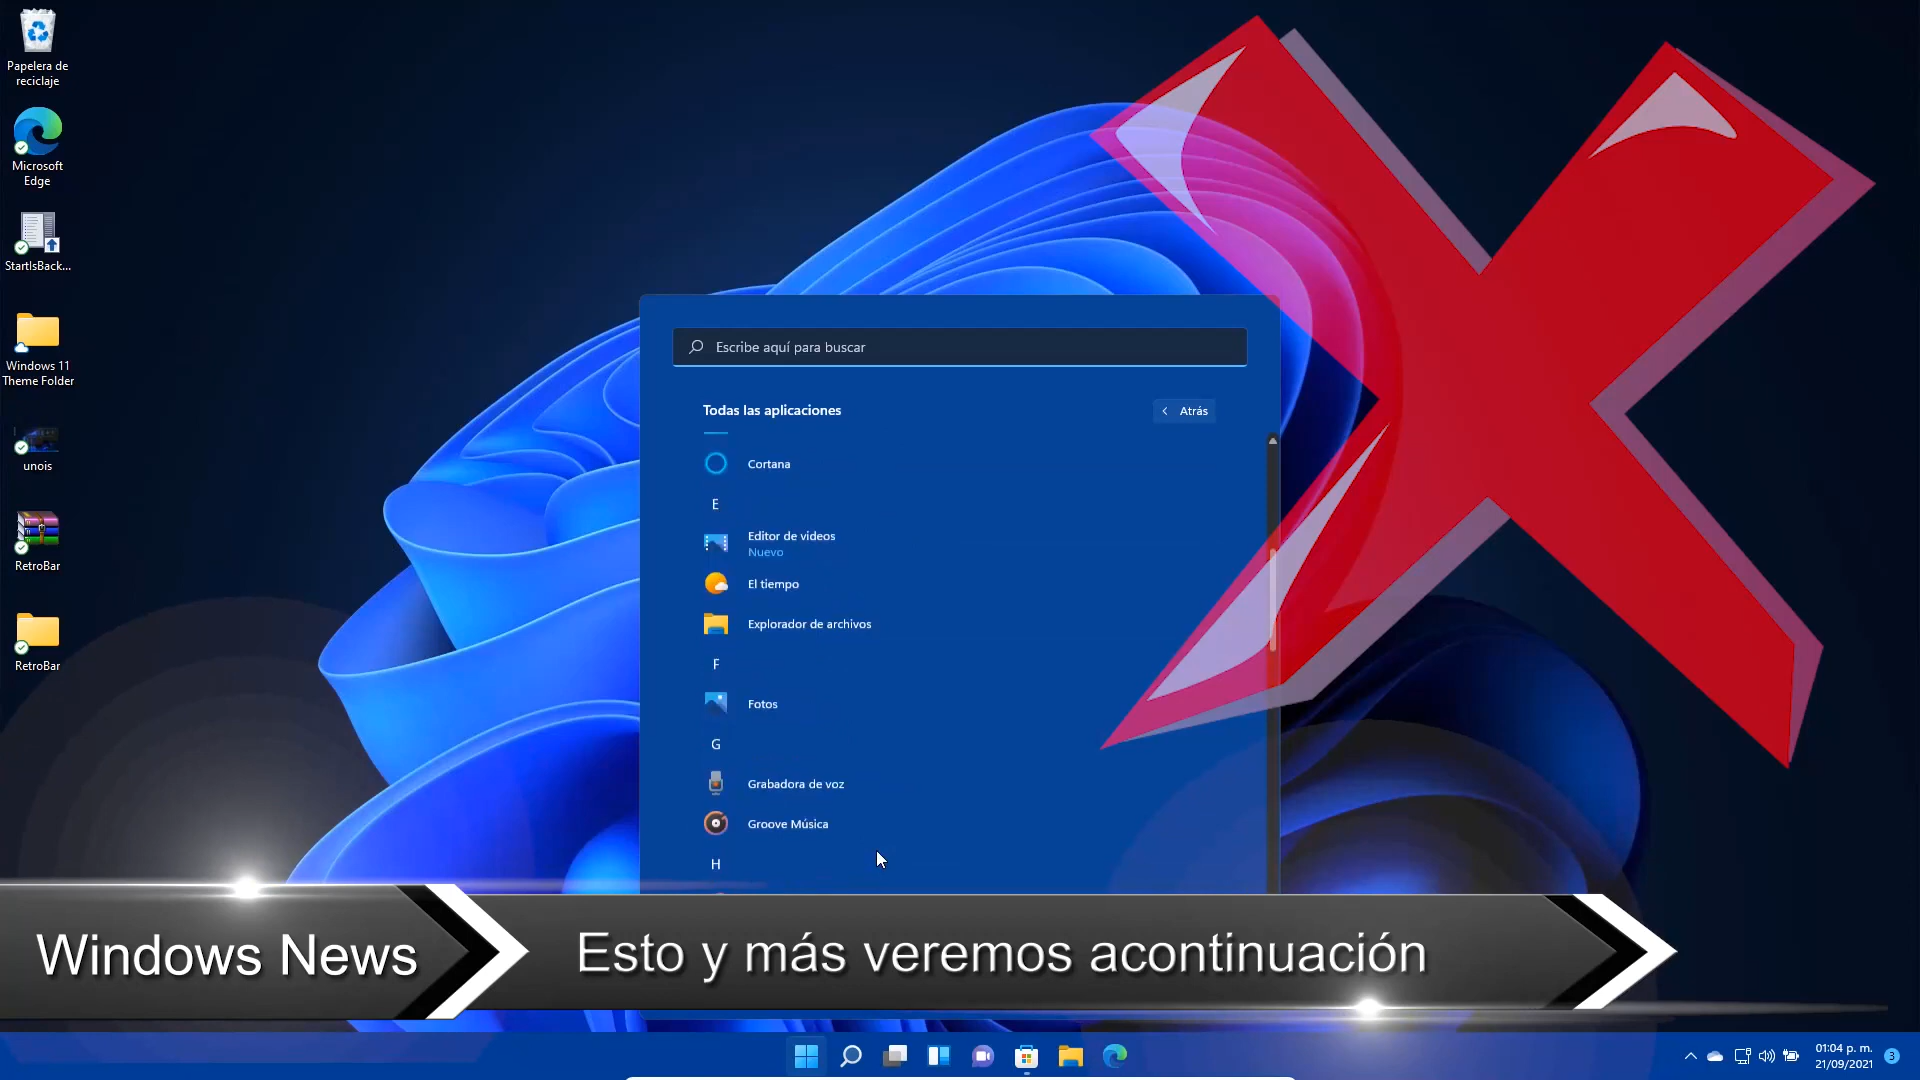 Papelera de
reciclaje
Microsoft
Edge
StartIsBack...
Windows 11
Theme Folder
unois
RetroBar
RetroBar
Escribe aquí para buscar
Todas las aplicaciones
Atrás
Cortana
E
Editor de videos
Nuevo
El tiempo
Explorador de archivos
F
Fotos
G
Grabadora de voz
Groove Música
H
Windows News
Esto y más veremos acontinuación
01:04 p. m.
21/09/2021
3